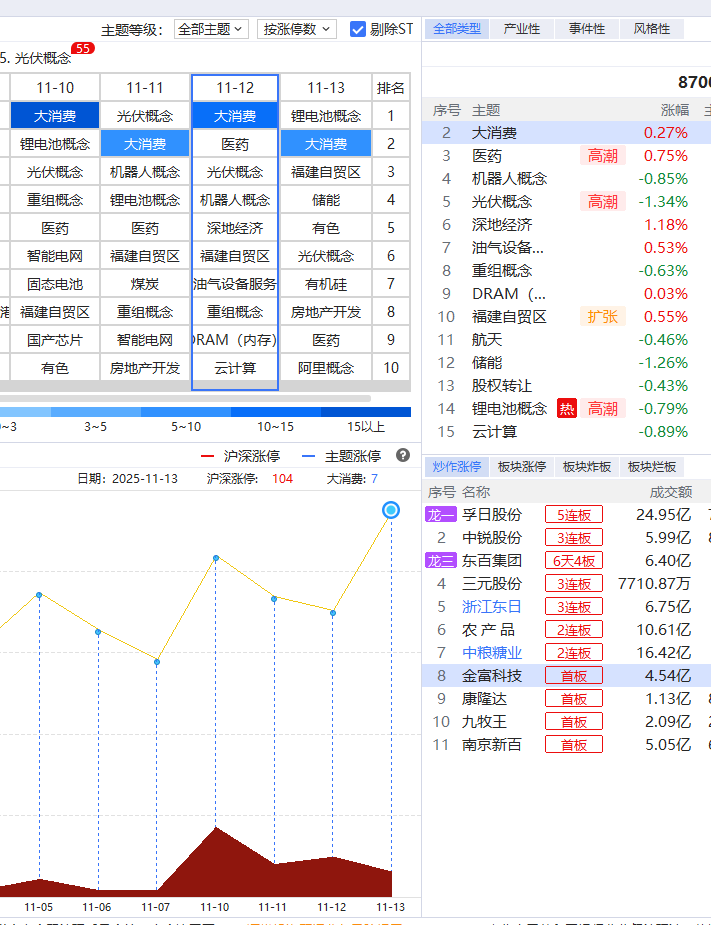 主题等级： 全部主题 按涨停数 剔除ST
5. 光伏概念 55
11-10 11-11 11-12 11-13 排名
大消费 光伏概念 大消费 锂电池概念 1
锂电池概念 大消费 医药 大消费 2
光伏概念 机器人概念 光伏概念 福建自贸区 3
重组概念 锂电池概念 机器人概念 储能 4
医药 医药 深地经济 有色 5
智能电网 福建自贸区 福建自贸区 光伏概念 6
固态电池 煤炭 油气设备服务 有机硅 7
福建自贸区 重组概念 重组概念 房地产开发 8
国产芯片 智能电网 DRAM（内存） 医药 9
有色 房地产开发 云计算 阿里概念 10
~3 3~5 5~10 10~15 15以上
沪深涨停 主题涨停 ?
日期： 2025-11-13 沪深涨停: 104 大消费: 7
11-05 11-06 11-07 11-10 11-11 11-12 11-13
全部类型 产业性 事件性 风格性
870
序号 主题 涨幅
2 大消费 0.27%
3 医药 高潮 0.75%
4 机器人概念 -0.85%
5 光伏概念 高潮 -1.34%
6 深地经济 1.18%
7 油气设备... 0.53%
8 重组概念 -0.63%
9 DRAM（... 0.03%
10 福建自贸区 扩张 0.55%
11 航天 -0.46%
12 储能 -1.26%
13 股权转让 -0.43%
14 锂电池概念 热 高潮 -0.79%
15 云计算 -0.89%
炒作涨停 板块涨停 板块炸板 板块烂板
序号 名称 成交额
龙一 孚日股份 5连板 24.95亿
2 中锐股份 3连板 5.99亿
龙三 东百集团 6天4板 6.40亿
4 三元股份 3连板 7710.87万
5 浙江东日 3连板 6.75亿
6 农 产 品 2连板 10.61亿
7 中粮糖业 2连板 16.42亿
8 金富科技 首板 4.54亿
9 康隆达 首板 1.13亿
10 九牧王 首板 2.09亿
11 南京新百 首板 5.05亿